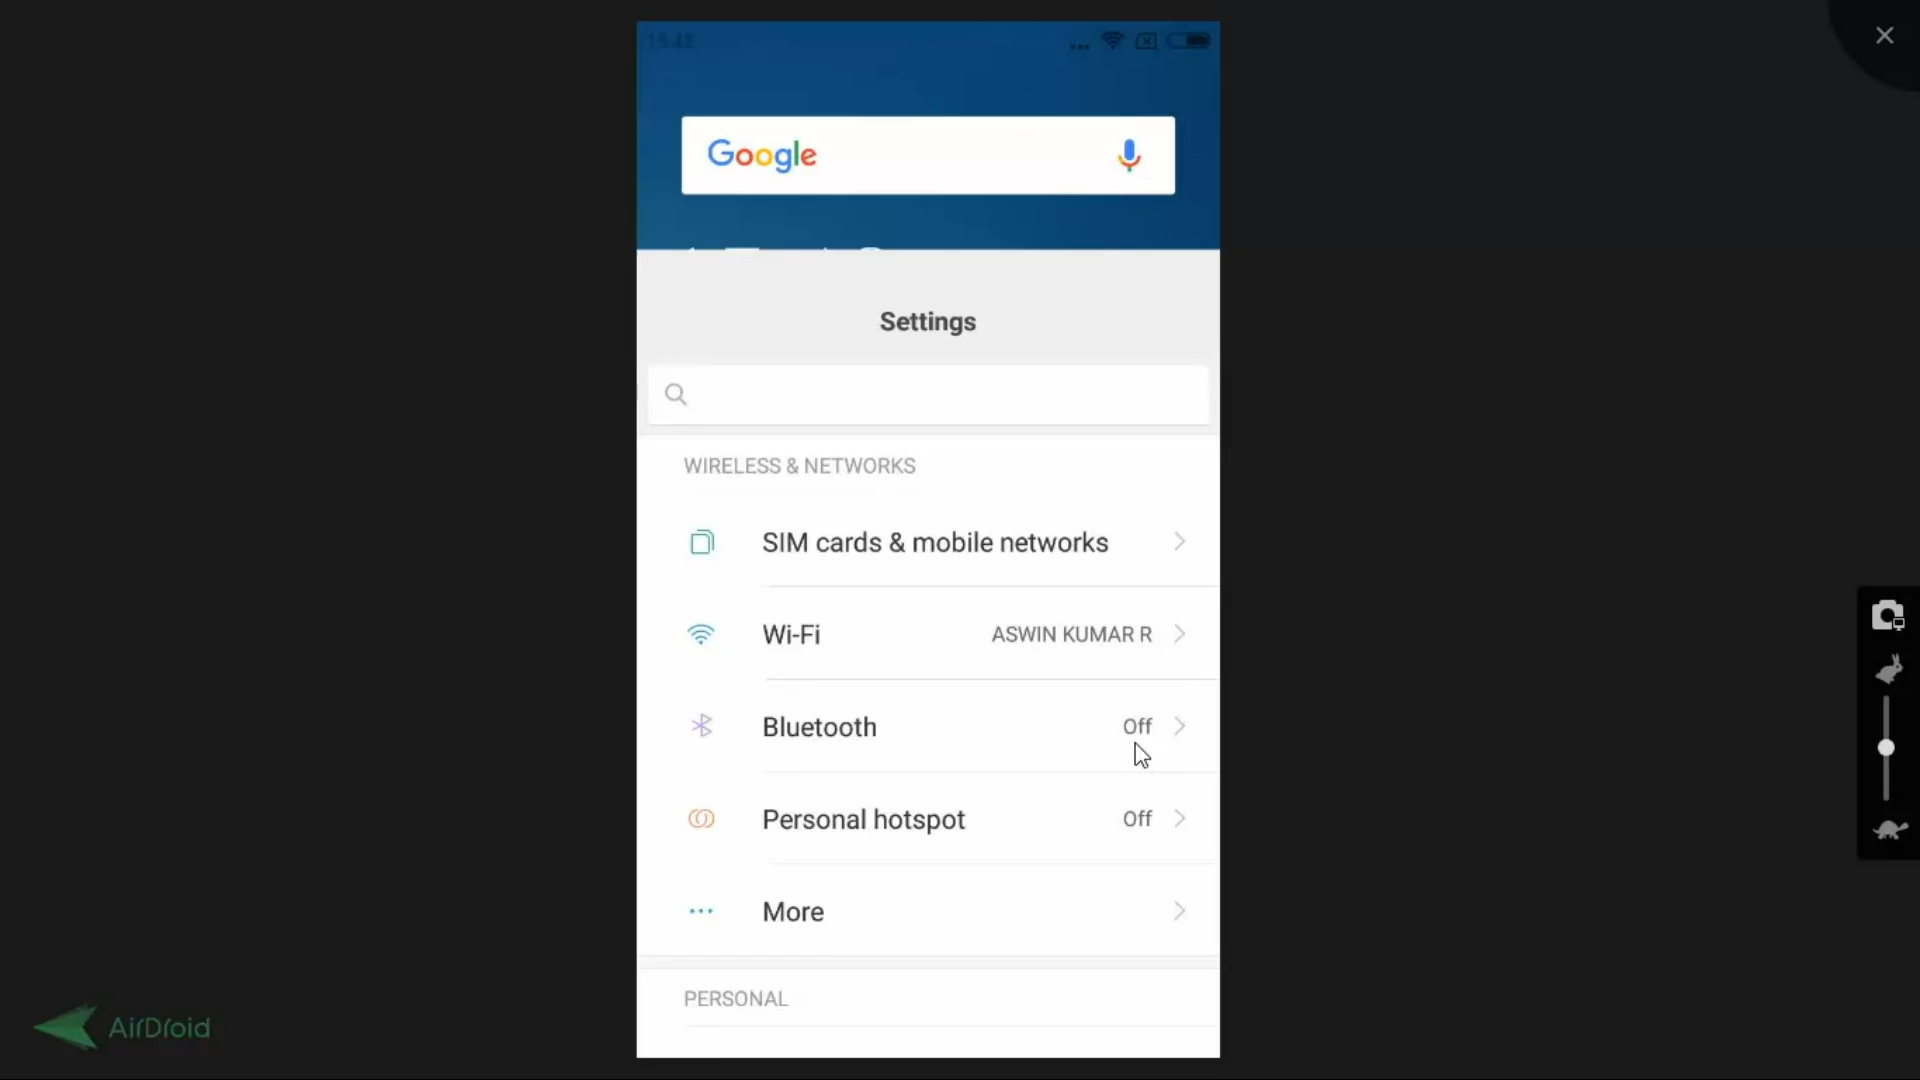 Google
Settings
WIRELESS & NETWORKS
SIM cards & mobile networks
Wi-Fi ASWIN KUMAR R
Bluetooth Off
Personal hotspot Off
More
PERSONAL
AirDroid